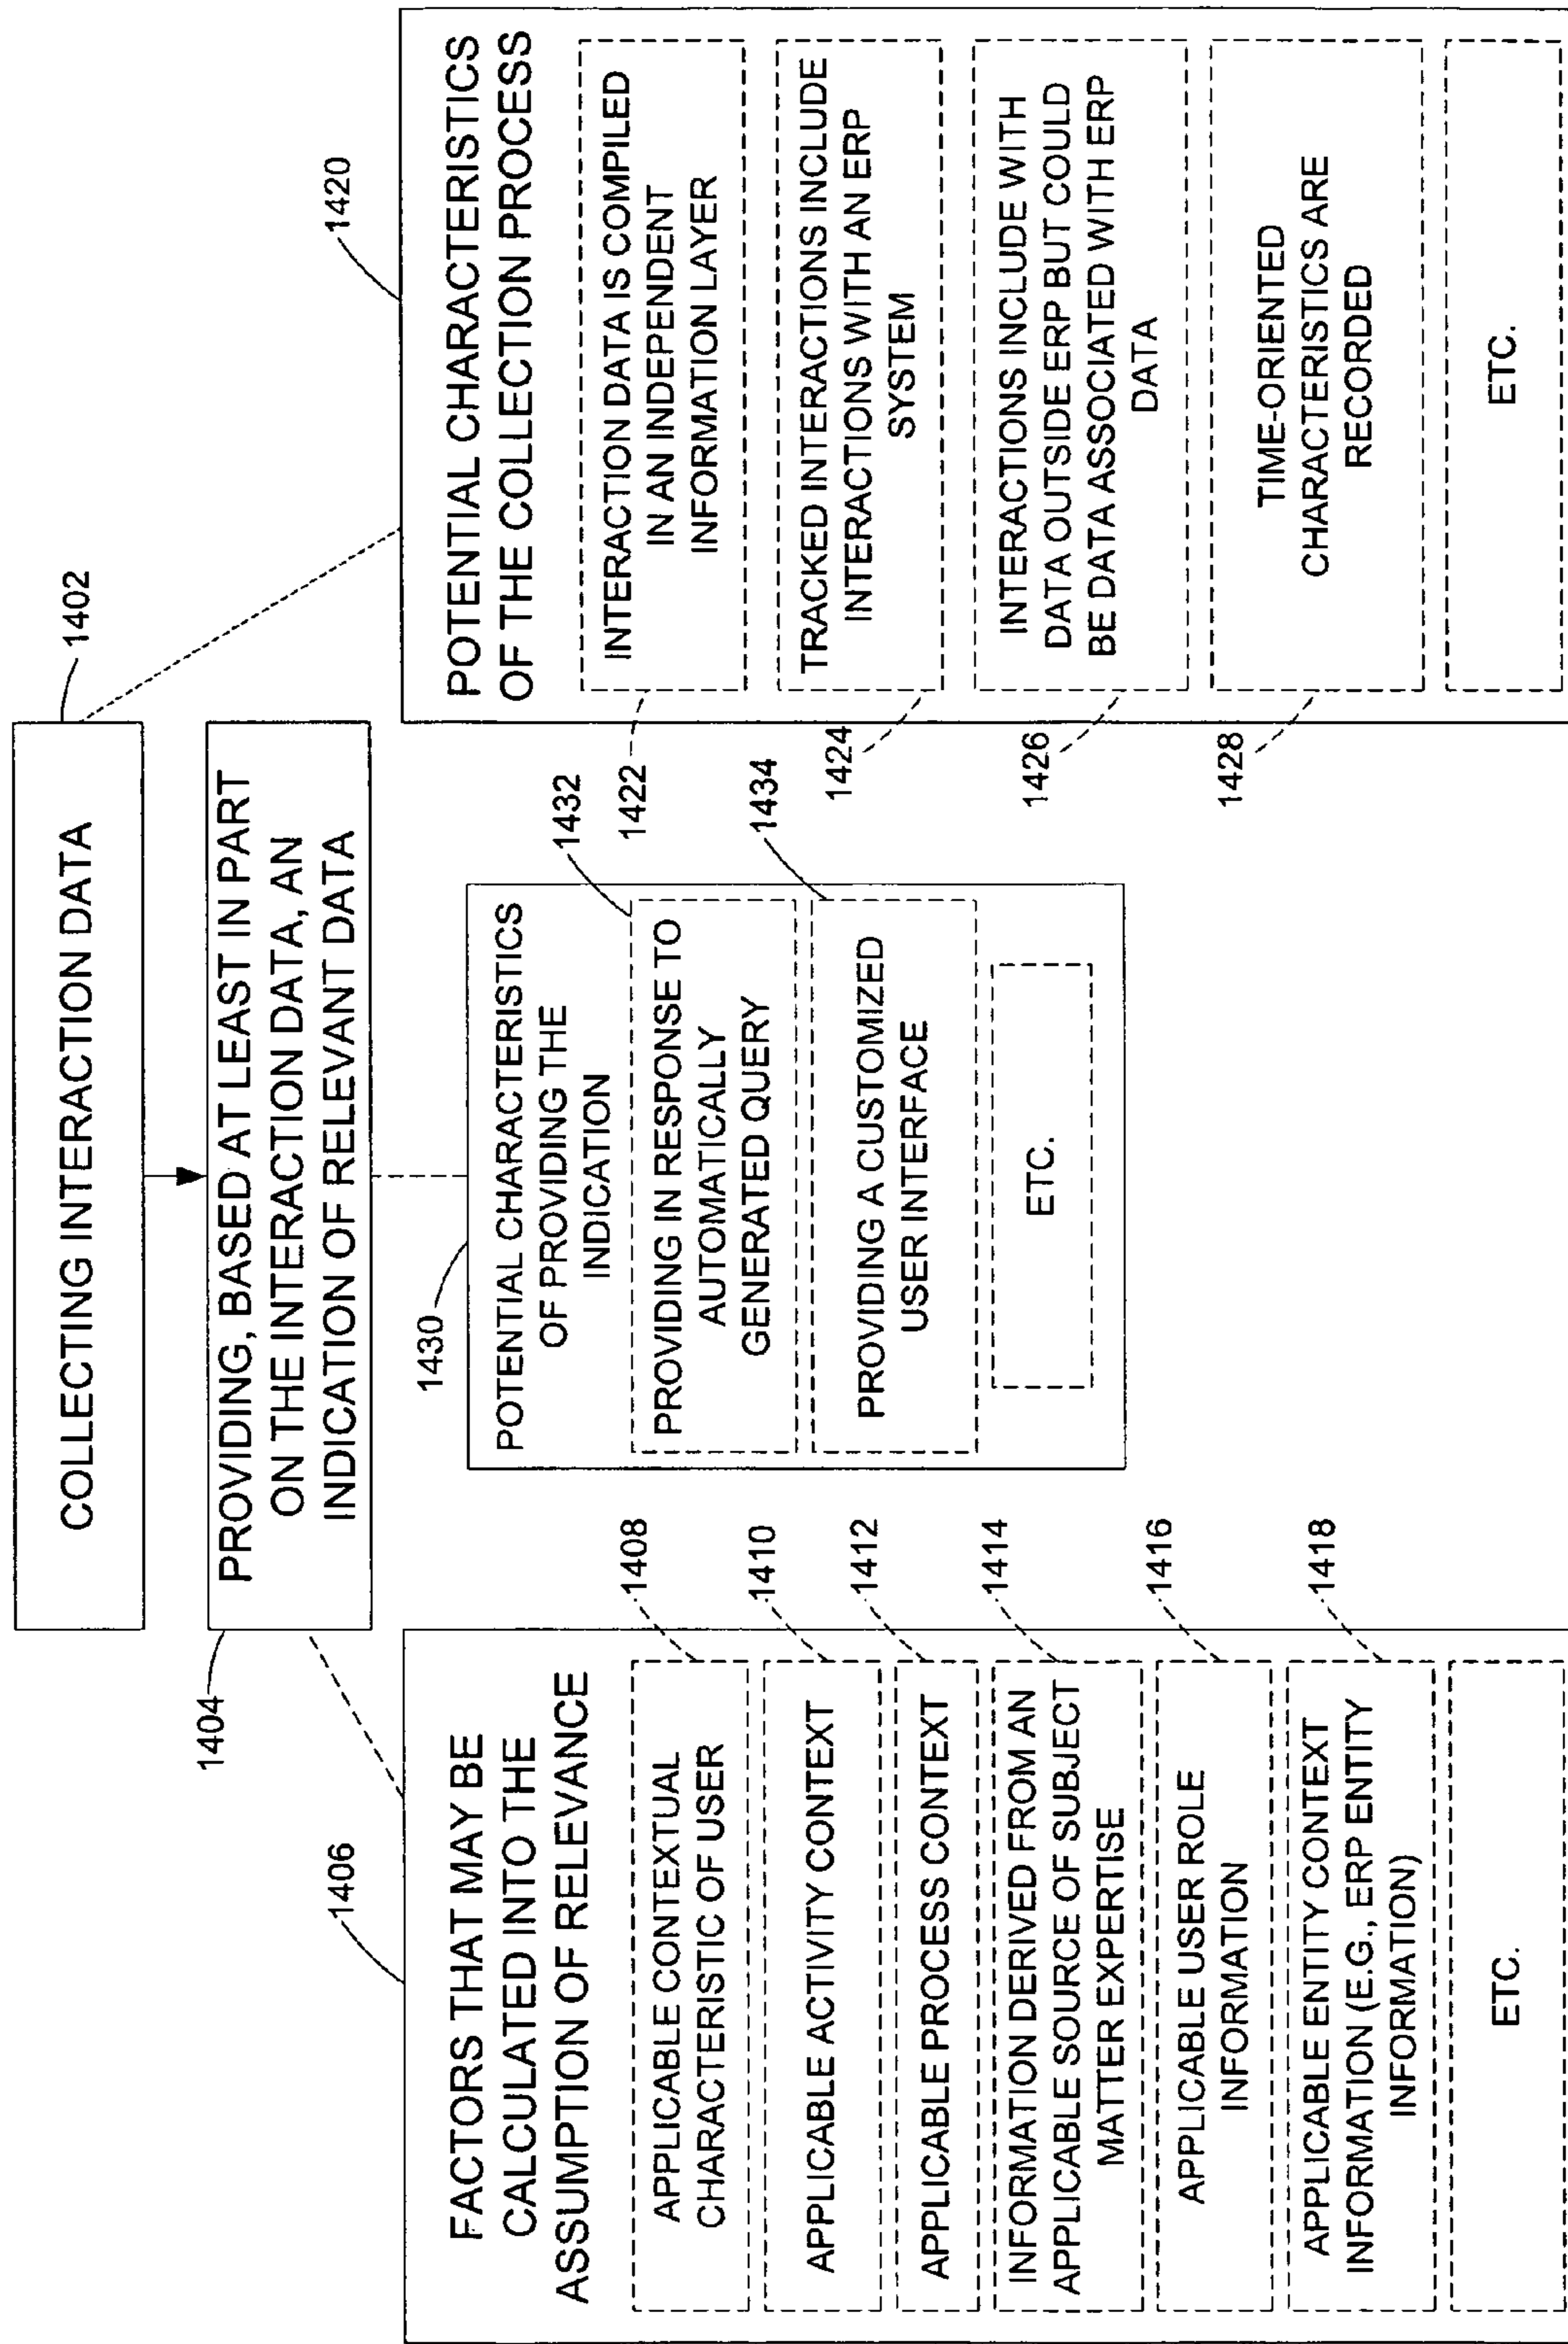 COLLECTING INTERACTION DATA
1402
PROVIDING, BASED AT LEAST IN PART
ON THE INTERACTION DATA, AN
INDICATION OF RELEVANT DATA
1404
1406
FACTORS THAT MAY BE
CALCULATED INTO THE
ASSUMPTION OF RELEVANCE
APPLICABLE CONTEXTUAL
CHARACTERISTIC OF USER
1408
APPLICABLE ACTIVITY CONTEXT
1410
APPLICABLE PROCESS CONTEXT
1412
INFORMATION DERIVED FROM AN
APPLICABLE SOURCE OF SUBJECT
MATTER EXPERTISE
1414
APPLICABLE USER ROLE
INFORMATION
1416
APPLICABLE ENTITY CONTEXT
INFORMATION (E.G., ERP ENTITY
INFORMATION)
1418
ETC.
1430
POTENTIAL CHARACTERISTICS
OF PROVIDING THE
INDICATION
PROVIDING IN RESPONSE TO
AUTOMATICALLY
GENERATED QUERY
1432
PROVIDING A CUSTOMIZED
USER INTERFACE
1434
ETC.
1420
POTENTIAL CHARACTERISTICS
OF THE COLLECTION PROCESS
INTERACTION DATA IS COMPILED
IN AN INDEPENDENT
INFORMATION LAYER
1422
TRACKED INTERACTIONS INCLUDE
INTERACTIONS WITH AN ERP
SYSTEM
1424
INTERACTIONS INCLUDE WITH
DATA OUTSIDE ERP BUT COULD
BE DATA ASSOCIATED WITH ERP
DATA
1426
TIME-ORIENTED
CHARACTERISTICS ARE
RECORDED
1428
ETC.